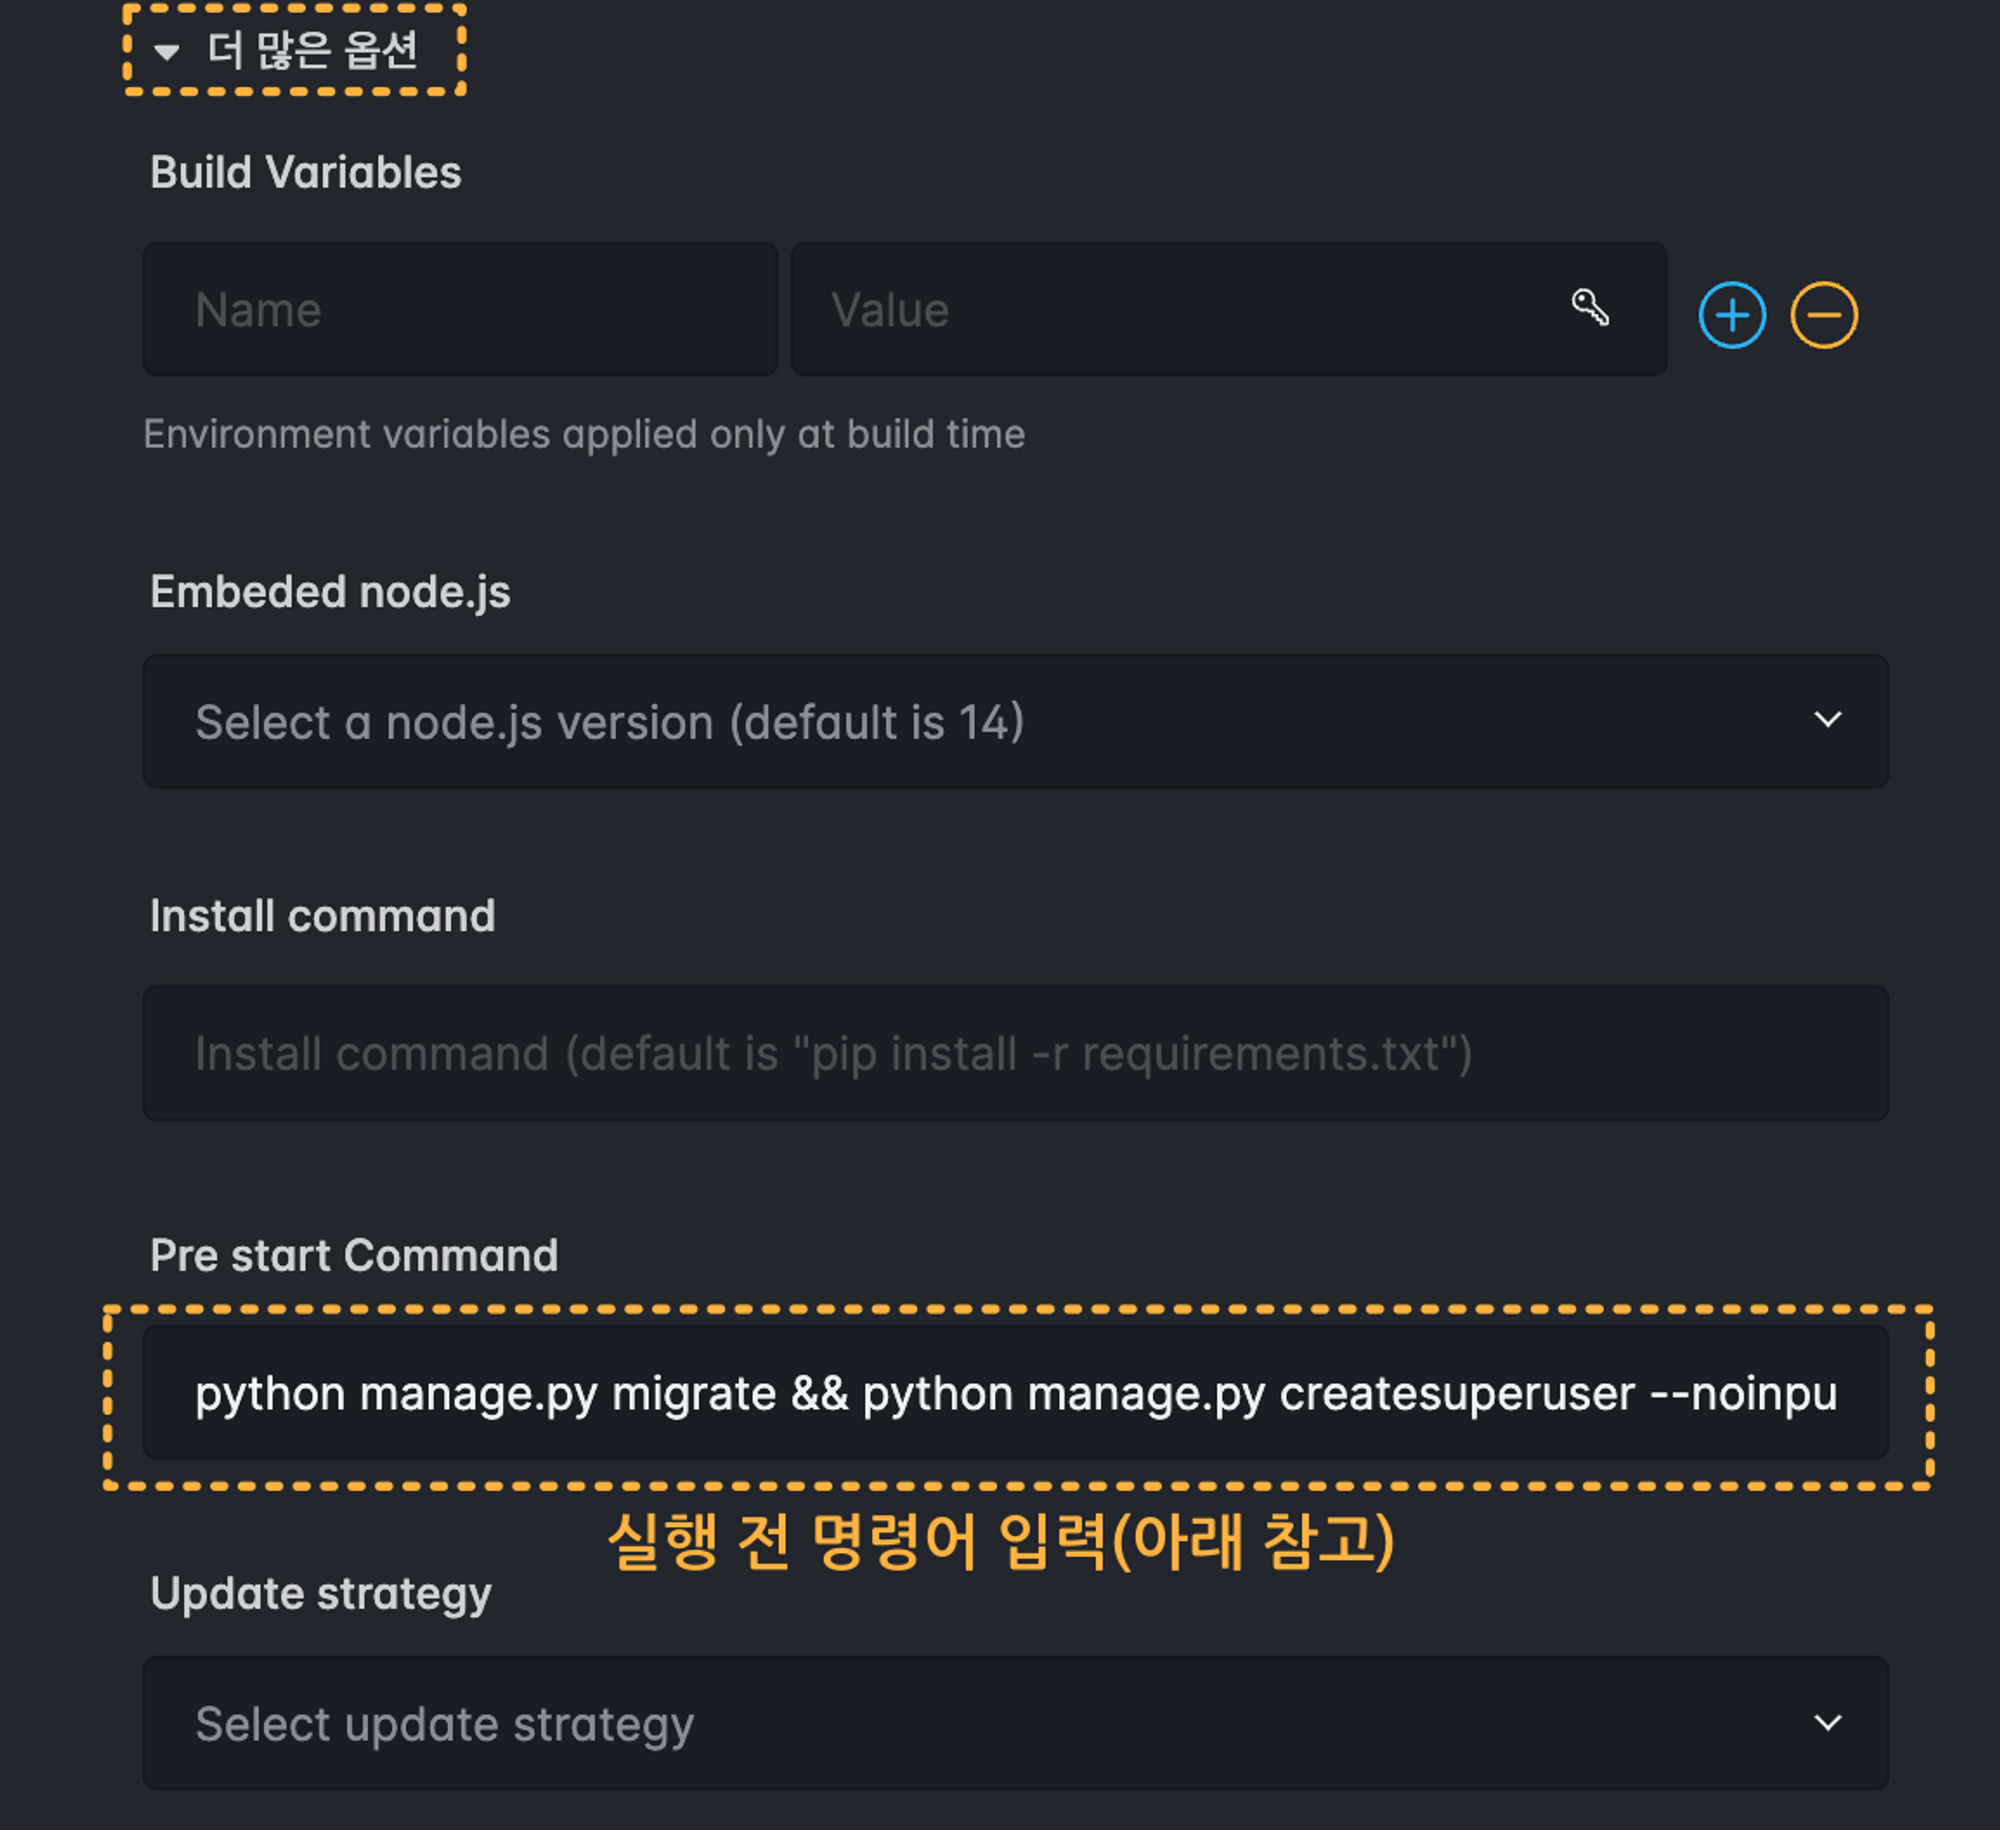 더 많은 옵션
Build Variables
Name
Value
Environment variables applied only at build time
Embeded node.js
Select a node.js version (default is 14)
Install command
Install command (default is "pip install -r requirements.txt")
Pre start Command
python manage.py migrate && python manage.py createsuperuser --noinpu
실행 전 명령어 입력(아래 참고)
Update strategy
Select update strategy